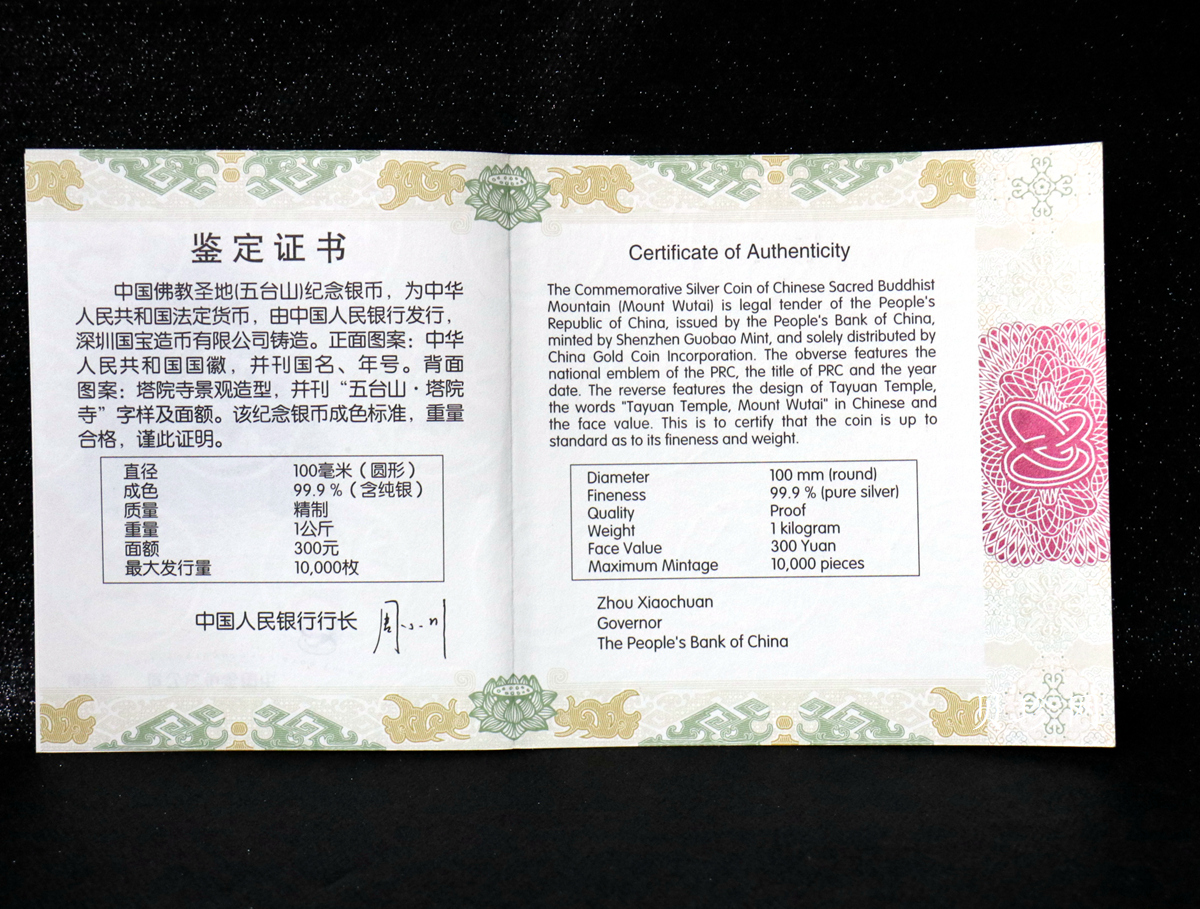 鉴定证书
中国佛教圣地(五台山)纪念银币，为中华
人民共和国法定货币，由中国人民银行发行，
深圳国宝造币有限公司铸造。正面图案：中华
人民共和国国徽，并刊国名、年号。背面
图案：塔院寺景观造型，并刊“五台山·塔院
寺”字样及面额。该纪念银币成色标准，重量
合格，谨此证明。
直径 100毫米（圆形）
成色 99.9％（含纯银）
质量 精制
重量 1公斤
面额 300元
最大发行量 10,000枚
中国人民银行行长 周小川
Certificate of Authenticity
The Commemorative Silver Coin of Chinese Sacred Buddhist
Mountain (Mount Wutai) is legal tender of the People's
Republic of China, issued by the People's Bank of China,
minted by Shenzhen Guobao Mint, and solely distributed by
China Gold Coin Incorporation. The obverse features the
national emblem of the PRC, the title of PRC and the year
date. The reverse features the design of Tayuan Temple,
the words "Tayuan Temple, Mount Wutai" in Chinese and
the face value. This is to certify that the coin is up to
standard as to its fineness and weight.
Diameter 100 mm (round)
Fineness 99.9 % (pure silver)
Quality Proof
Weight 1 kilogram
Face Value 300 Yuan
Maximum Mintage 10,000 pieces
Zhou Xiaochuan
Governor
The People's Bank of China